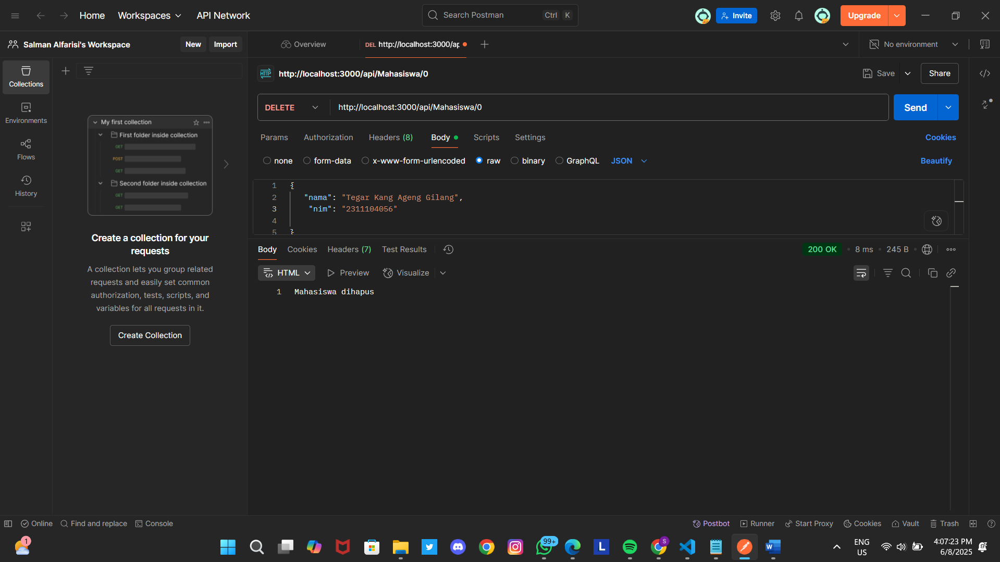 Home
Workspaces
API Network
Search Postman
Ctrl
K
Invite
Upgrade
Salman Alfarisi's Workspace
New
Import
Overview
DEL http://localhost:3000/ap
No environment
Collections
Environments
Flows
History
My first collection
First folder inside collection
GET
POST
GET
Second folder inside collection
GET
GET
Create a collection for your
requests
A collection lets you group related
requests and easily set common
authorization, tests, scripts, and
variables for all requests in it.
Create Collection
HTTP
http://localhost:3000/api/Mahasiswa/0
Save
Share
DELETE
http://localhost:3000/api/Mahasiswa/0
Send
Params
Authorization
Headers (8)
Body
Scripts
Settings
Cookies
none
form-data
x-www-form-urlencoded
raw
binary
GraphQL
JSON
Beautify
1 {
2 "nama": "Tegar Kang Ageng Gilang",
3 "nim": "2311104056"
4
5 }
Body
Cookies
Headers (7)
Test Results
200 OK
8 ms
245 B
HTML
Preview
Visualize
1 Mahasiswa dihapus
Online
Find and replace
Console
Postbot
Runner
Start Proxy
Cookies
Vault
Trash
1
99+
L
S
W
ENG
US
4:07:23 PM
6/8/2025